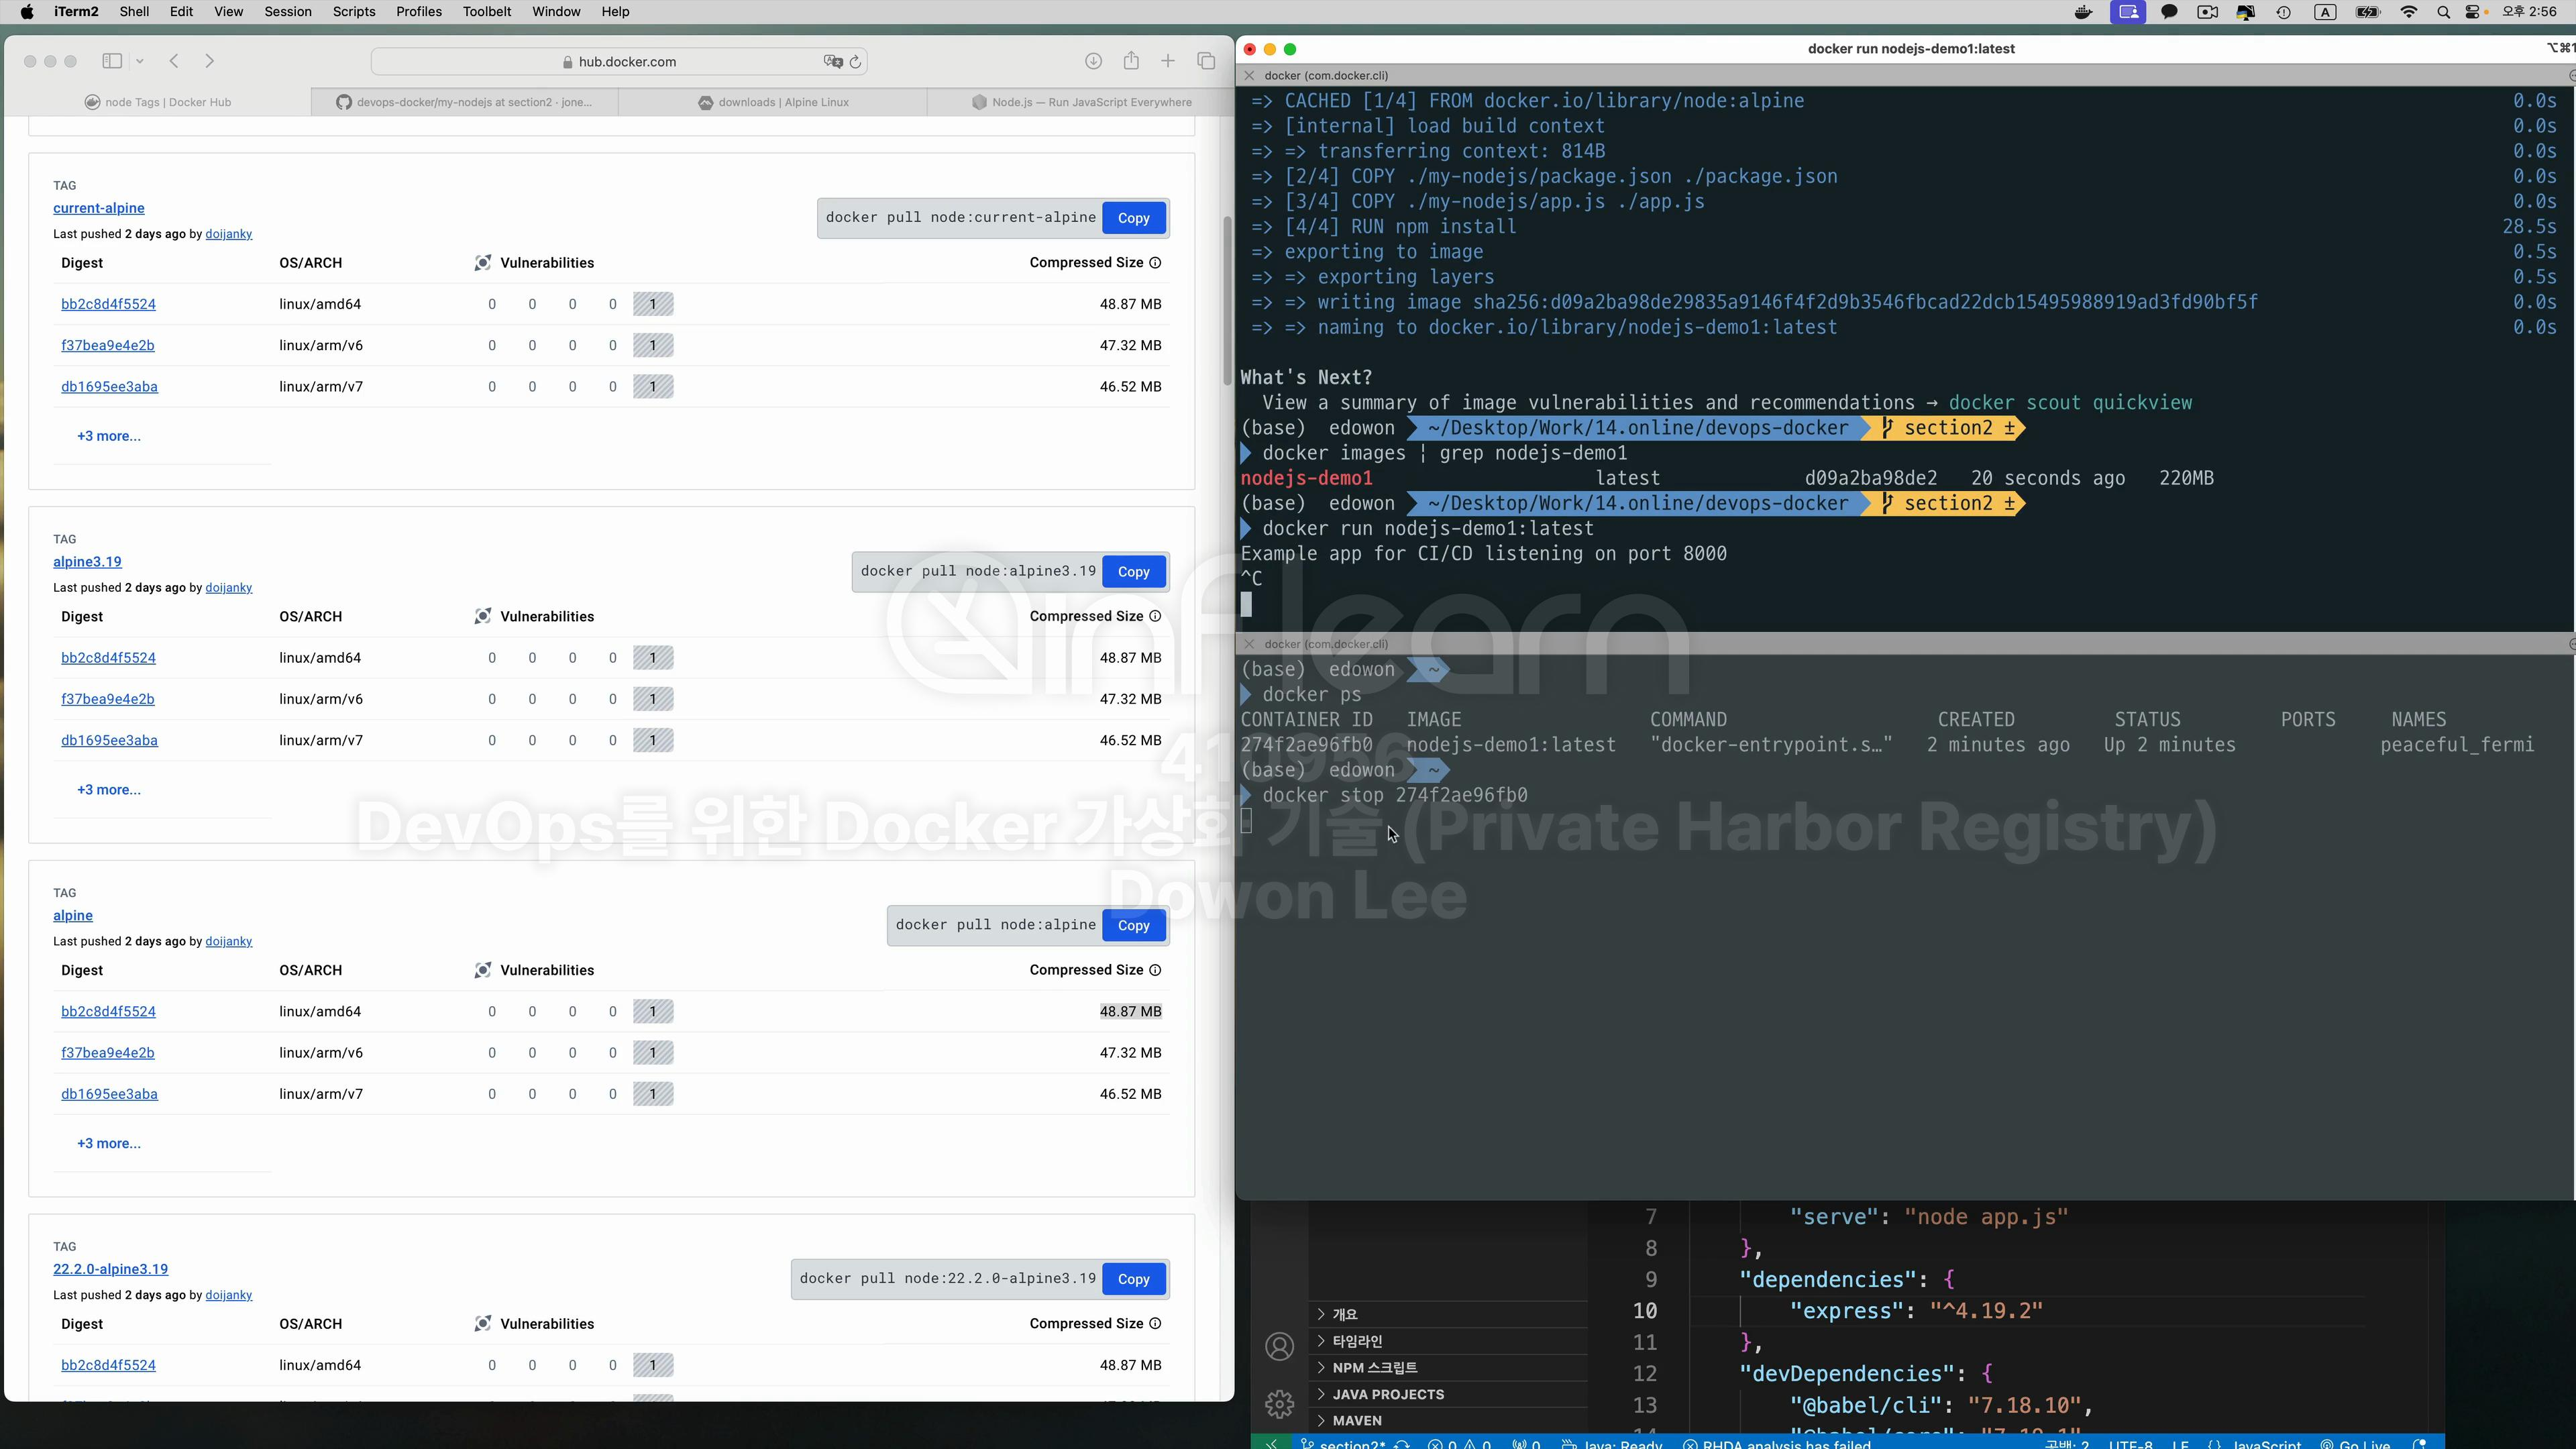 iTerm2 Shell Edit View Session Scripts Profiles Toolbelt Window Help
A 오후 2:56
hub.docker.com
node Tags | Docker Hub
devops-docker/my-nodejs at section2 · jone...
downloads | Alpine Linux
Node.js — Run JavaScript Everywhere
TAG
current-alpine
docker pull node:current-alpine Copy
Last pushed 2 days ago by doijanky
Digest OS/ARCH Vulnerabilities Compressed Size
bb2c8d4f5524 linux/amd64 0 0 0 0 1 48.87 MB
f37bea9e4e2b linux/arm/v6 0 0 0 0 1 47.32 MB
db1695ee3aba linux/arm/v7 0 0 0 0 1 46.52 MB
+3 more...
TAG
alpine3.19
docker pull node:alpine3.19 Copy
Last pushed 2 days ago by doijanky
Digest OS/ARCH Vulnerabilities Compressed Size
bb2c8d4f5524 linux/amd64 0 0 0 0 1 48.87 MB
f37bea9e4e2b linux/arm/v6 0 0 0 0 1 47.32 MB
db1695ee3aba linux/arm/v7 0 0 0 0 1 46.52 MB
+3 more...
TAG
alpine
docker pull node:alpine Copy
Last pushed 2 days ago by doijanky
Digest OS/ARCH Vulnerabilities Compressed Size
bb2c8d4f5524 linux/amd64 0 0 0 0 1 48.87 MB
f37bea9e4e2b linux/arm/v6 0 0 0 0 1 47.32 MB
db1695ee3aba linux/arm/v7 0 0 0 0 1 46.52 MB
+3 more...
TAG
22.2.0-alpine3.19
docker pull node:22.2.0-alpine3.19 Copy
Last pushed 2 days ago by doijanky
Digest OS/ARCH Vulnerabilities Compressed Size
bb2c8d4f5524 linux/amd64 0 0 0 0 1 48.87 MB
docker run nodejs-demo1:latest
docker (com.docker.cli)
=> CACHED [1/4] FROM docker.io/library/node:alpine 0.0s
=> [internal] load build context 0.0s
=> => transferring context: 814B 0.0s
=> [2/4] COPY ./my-nodejs/package.json ./package.json 0.0s
=> [3/4] COPY ./my-nodejs/app.js ./app.js 0.0s
=> [4/4] RUN npm install 28.5s
=> exporting to image 0.5s
=> => exporting layers 0.5s
=> => writing image sha256:d09a2ba98de29835a9146f4f2d9b3546fbcad22dcb15495988919ad3fd90bf5f 0.0s
=> => naming to docker.io/library/nodejs-demo1:latest 0.0s
What's Next?
View a summary of image vulnerabilities and recommendations → docker scout quickview
(base) edowon ~/Desktop/Work/14.online/devops-docker section2 ±
docker images ¦ grep nodejs-demo1
nodejs-demo1 latest d09a2ba98de2 20 seconds ago 220MB
(base) edowon ~/Desktop/Work/14.online/devops-docker section2 ±
docker run nodejs-demo1:latest
Example app for CI/CD listening on port 8000
^C
docker (com.docker.cli)
(base) edowon ~
docker ps
CONTAINER ID IMAGE COMMAND CREATED STATUS PORTS NAMES
274f2ae96fb0 nodejs-demo1:latest "docker-entrypoint.s…" 2 minutes ago Up 2 minutes peaceful_fermi
(base) edowon ~
docker stop 274f2ae96fb0
inflearn
410956
DevOps를 위한 Docker 가상화 기술 (Private Harbor Registry)
Dowon Lee
개요
타임라인
NPM 스크립트
JAVA PROJECTS
MAVEN
7 "serve": "node app.js"
8 },
9 "dependencies": {
10 "express": "^4.19.2"
11 },
12 "devDependencies": {
13 "@babel/cli": "7.18.10",
section2* 0 0 0 Java: Ready RHDA analysis has failed 공백: 2 UTF-8 LF {} JavaScript Go Live